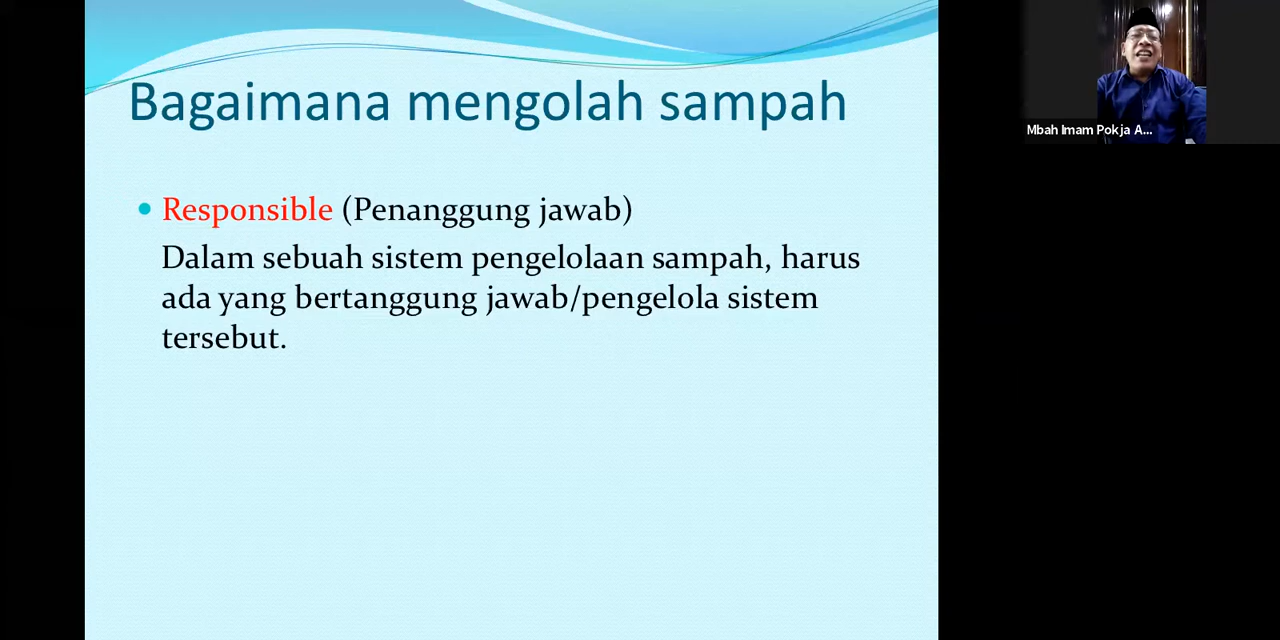 Bagaimana mengolah sampah
Responsible (Penanggung jawab)
Dalam sebuah sistem pengelolaan sampah, harus
ada yang bertanggung jawab/pengelola sistem
tersebut.
Mbah Imam Pokja A...